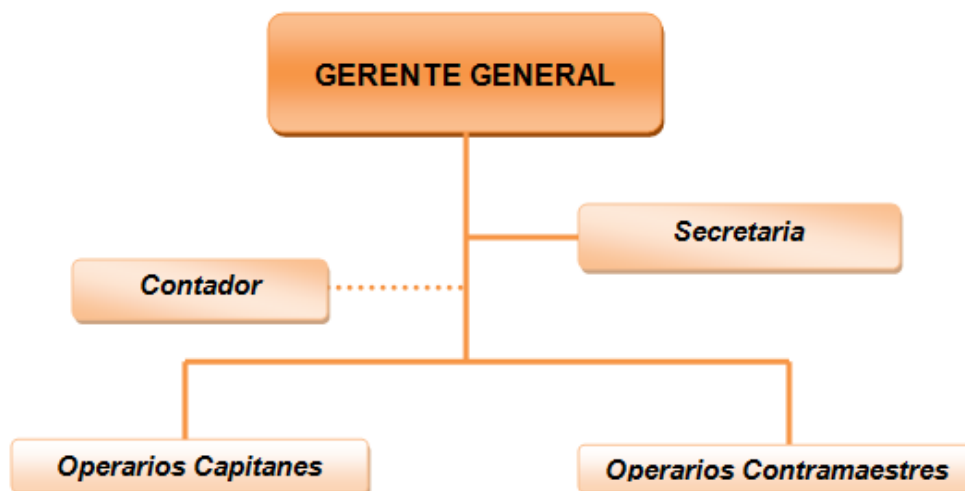 GERENTE GENERAL
Secretaria
Contador
Operarios Capitanes
Operarios Contramaestres